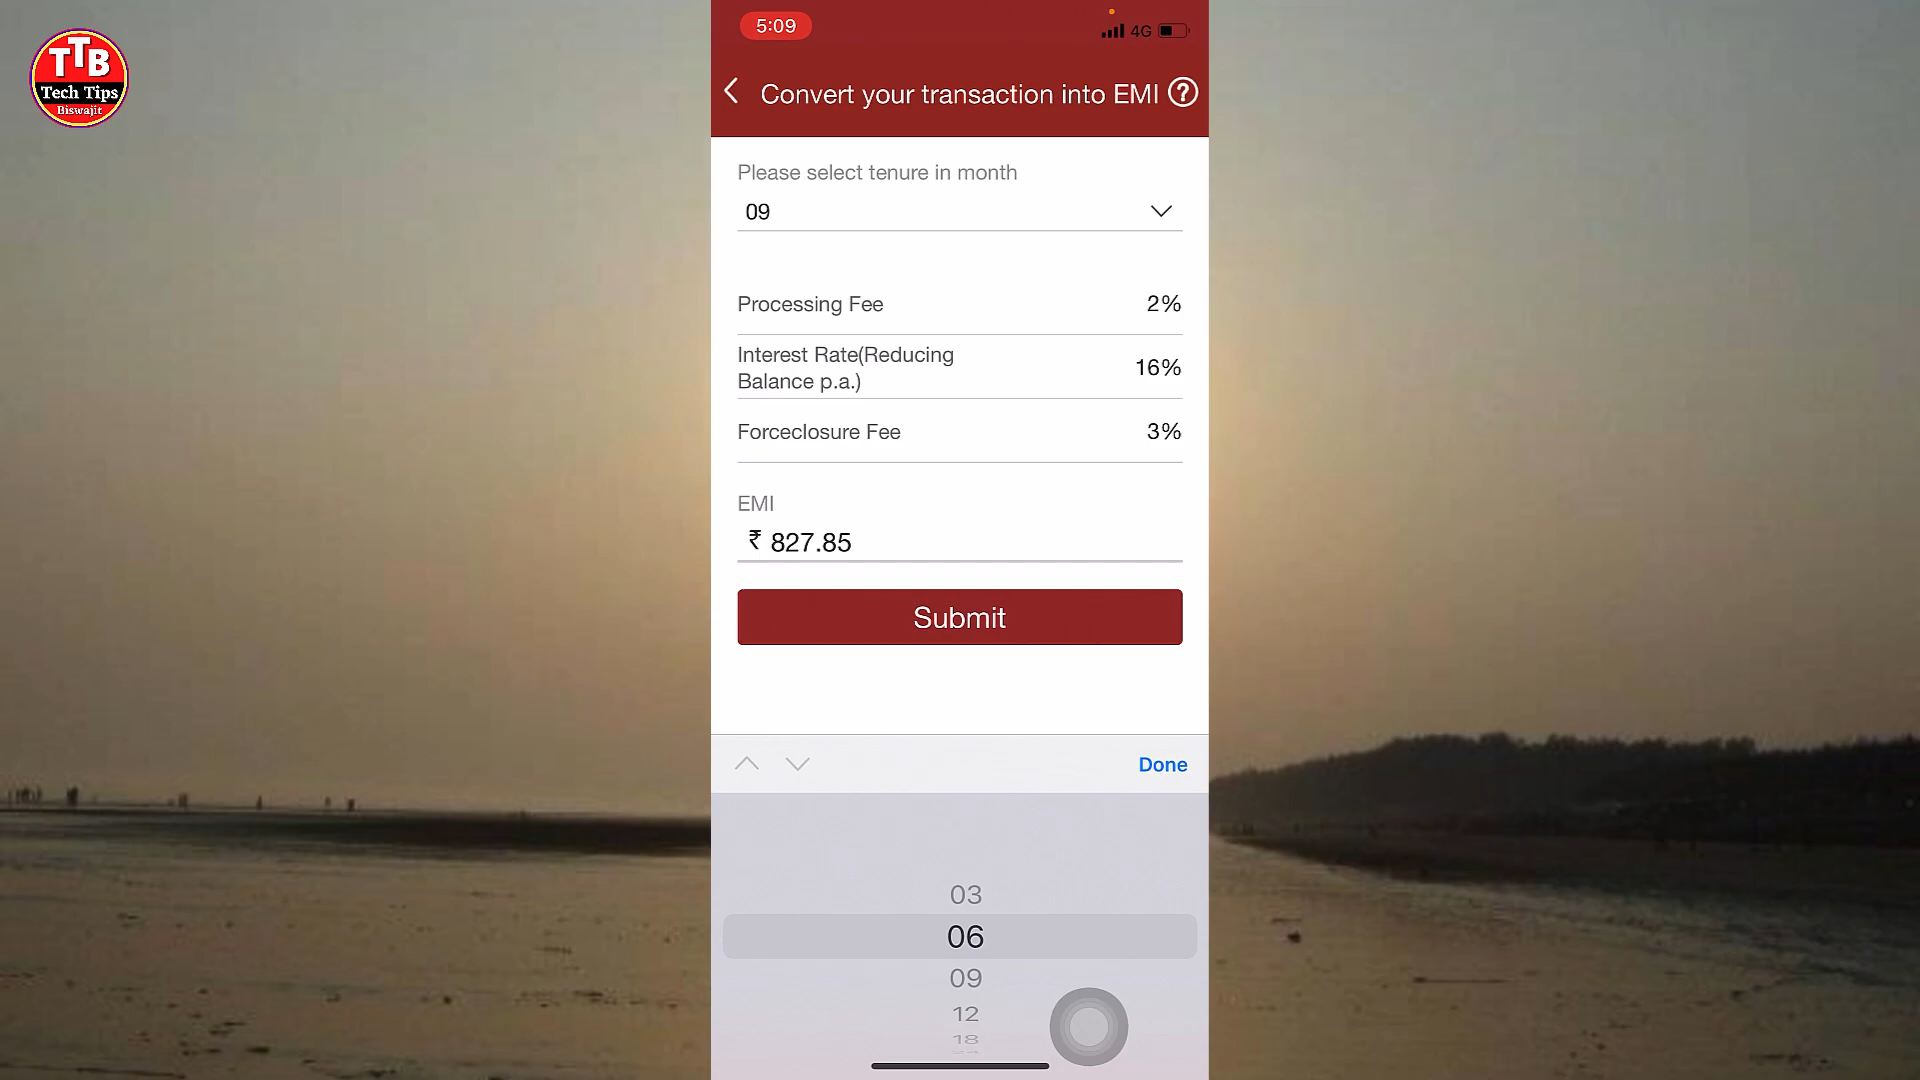 TTB
Tech Tips
Biswajit
5:09
4G
Convert your transaction into EMI ?
Please select tenure in month
09
Processing Fee 2%
Interest Rate(Reducing
Balance p.a.) 16%
Forceclosure Fee 3%
EMI
₹ 827.85
Submit
Done
03
06
09
12
18